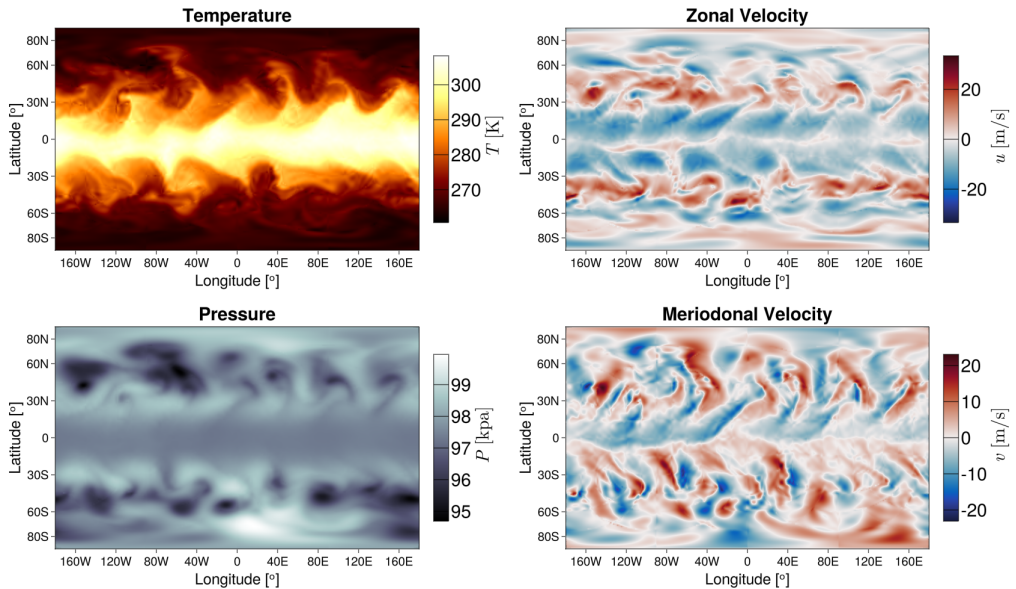 Temperature
80N
60N
30N
0
30S
60S
80S
Latitude [°]
160W 120W 80W 40W 0 40E 80E 120E 160E
Longitude [°]
300
290
280
270
T [K]
Zonal Velocity
80N
60N
30N
0
30S
60S
80S
Latitude [°]
160W 120W 80W 40W 0 40E 80E 120E 160E
Longitude [°]
20
0
-20
u [m/s]
Pressure
80N
60N
30N
0
30S
60S
80S
Latitude [°]
160W 120W 80W 40W 0 40E 80E 120E 160E
Longitude [°]
99
98
97
96
95
P [kpa]
Meriodonal Velocity
80N
60N
30N
0
30S
60S
80S
Latitude [°]
160W 120W 80W 40W 0 40E 80E 120E 160E
Longitude [°]
20
10
0
-10
-20
v [m/s]